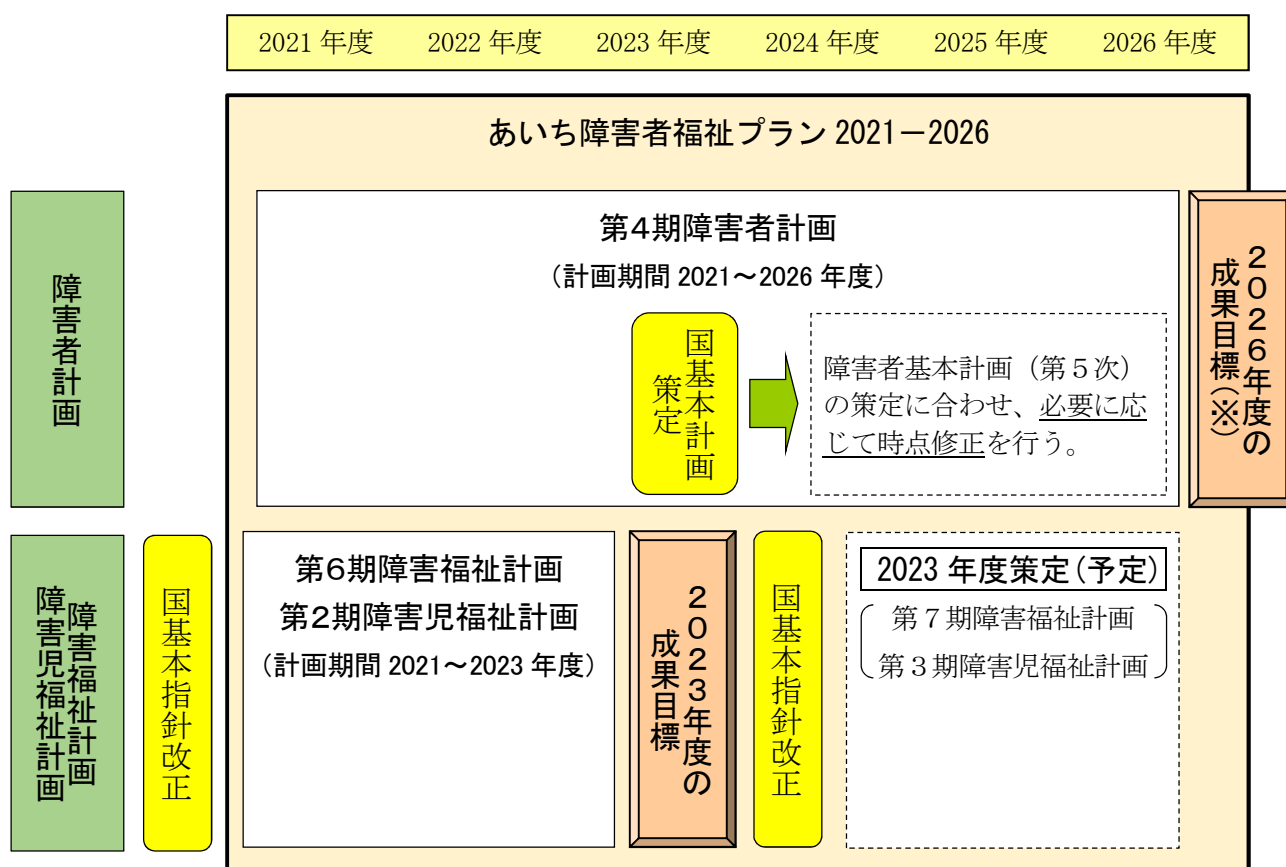 2021 年度 2022 年度 2023 年度 2024 年度 2025 年度 2026 年度
あいち障害者福祉プラン 2021－2026
障害者計画
第4期障害者計画
（計画期間 2021～2026 年度）
国基本計画
策定
障害者基本計画（第５次）
の策定に合わせ、必要に応
じて時点修正を行う。
２０２６年度の
成果目標(※)
障害福祉計画
障害児福祉計画
国基本指針改正
第6期障害福祉計画
第2期障害児福祉計画
（計画期間 2021～2023 年度）
２０２３年度の
成果目標
国基本指針改正
2023 年度策定(予定)
第７期障害福祉計画
第３期障害児福祉計画